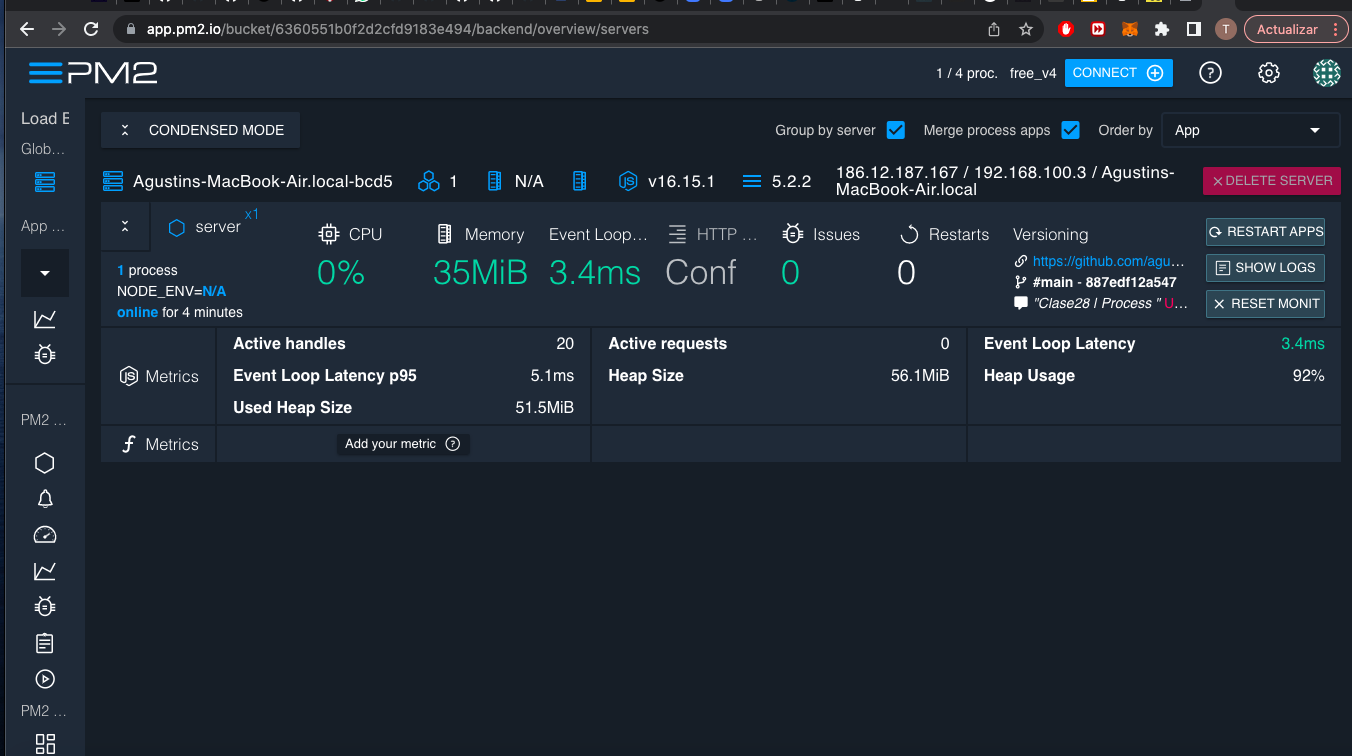 app.pm2.io/bucket/6360551b0f2d2cfd9183e494/backend/overview/servers
T
Actualizar
PM2
1 / 4 proc.
free_v4
CONNECT
Load E
Glob...
App ...
PM2 ...
PM2 ...
CONDENSED MODE
Group by server
Merge process apps
Order by
App
Agustins-MacBook-Air.local-bcd5
1
N/A
v16.15.1
5.2.2
186.12.187.167 / 192.168.100.3 / Agustins-
MacBook-Air.local
DELETE SERVER
server
x1
1 process
NODE_ENV=N/A
online for 4 minutes
CPU
0%
Memory
35MiB
Event Loop...
3.4ms
HTTP ...
Conf
Issues
0
Restarts
0
Versioning
https://github.com/agu...
#main - 887edf12a547
"Clase28 | Process " U...
RESTART APPS
SHOW LOGS
RESET MONIT
JS Metrics
Active handles 20
Event Loop Latency p95 5.1ms
Used Heap Size 51.5MiB
Active requests 0
Heap Size 56.1MiB
Event Loop Latency 3.4ms
Heap Usage 92%
Metrics
Add your metric